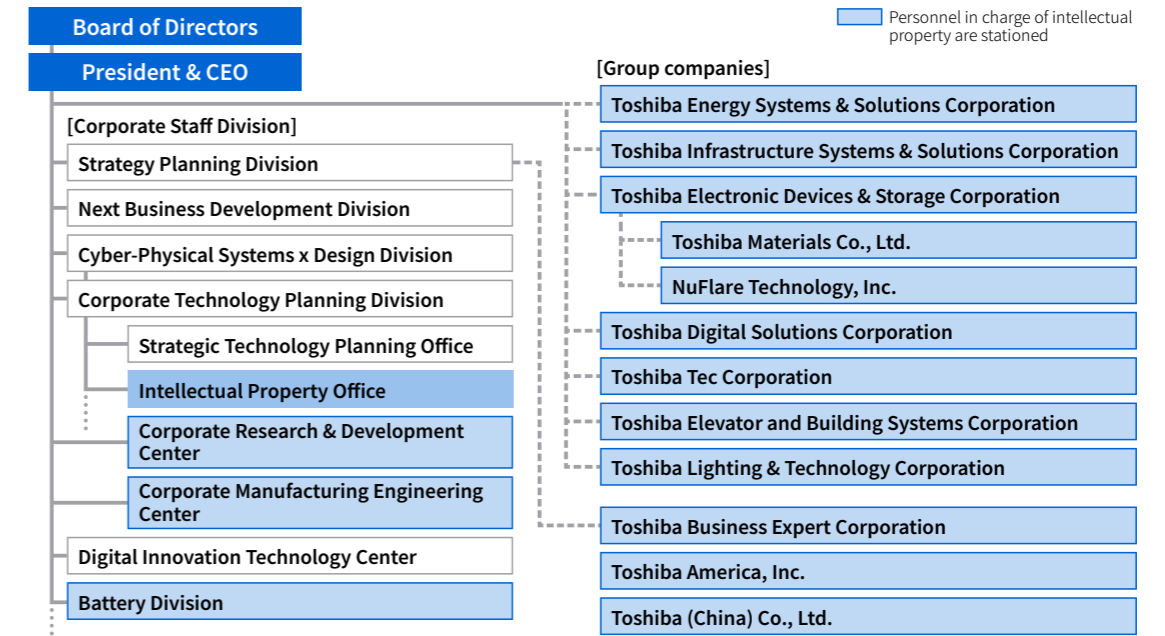 Board of Directors
President & CEO
[Corporate Staff Division]
Strategy Planning Division
Next Business Development Division
Cyber-Physical Systems x Design Division
Corporate Technology Planning Division
Strategic Technology Planning Office
Intellectual Property Office
Corporate Research & Development
Center
Corporate Manufacturing Engineering
Center
Digital Innovation Technology Center
Battery Division
Personnel in charge of intellectual
property are stationed
[Group companies]
Toshiba Energy Systems & Solutions Corporation
Toshiba Infrastructure Systems & Solutions Corporation
Toshiba Electronic Devices & Storage Corporation
Toshiba Materials Co., Ltd.
NuFlare Technology, Inc.
Toshiba Digital Solutions Corporation
Toshiba Tec Corporation
Toshiba Elevator and Building Systems Corporation
Toshiba Lighting & Technology Corporation
Toshiba Business Expert Corporation
Toshiba America, Inc.
Toshiba (China) Co., Ltd.